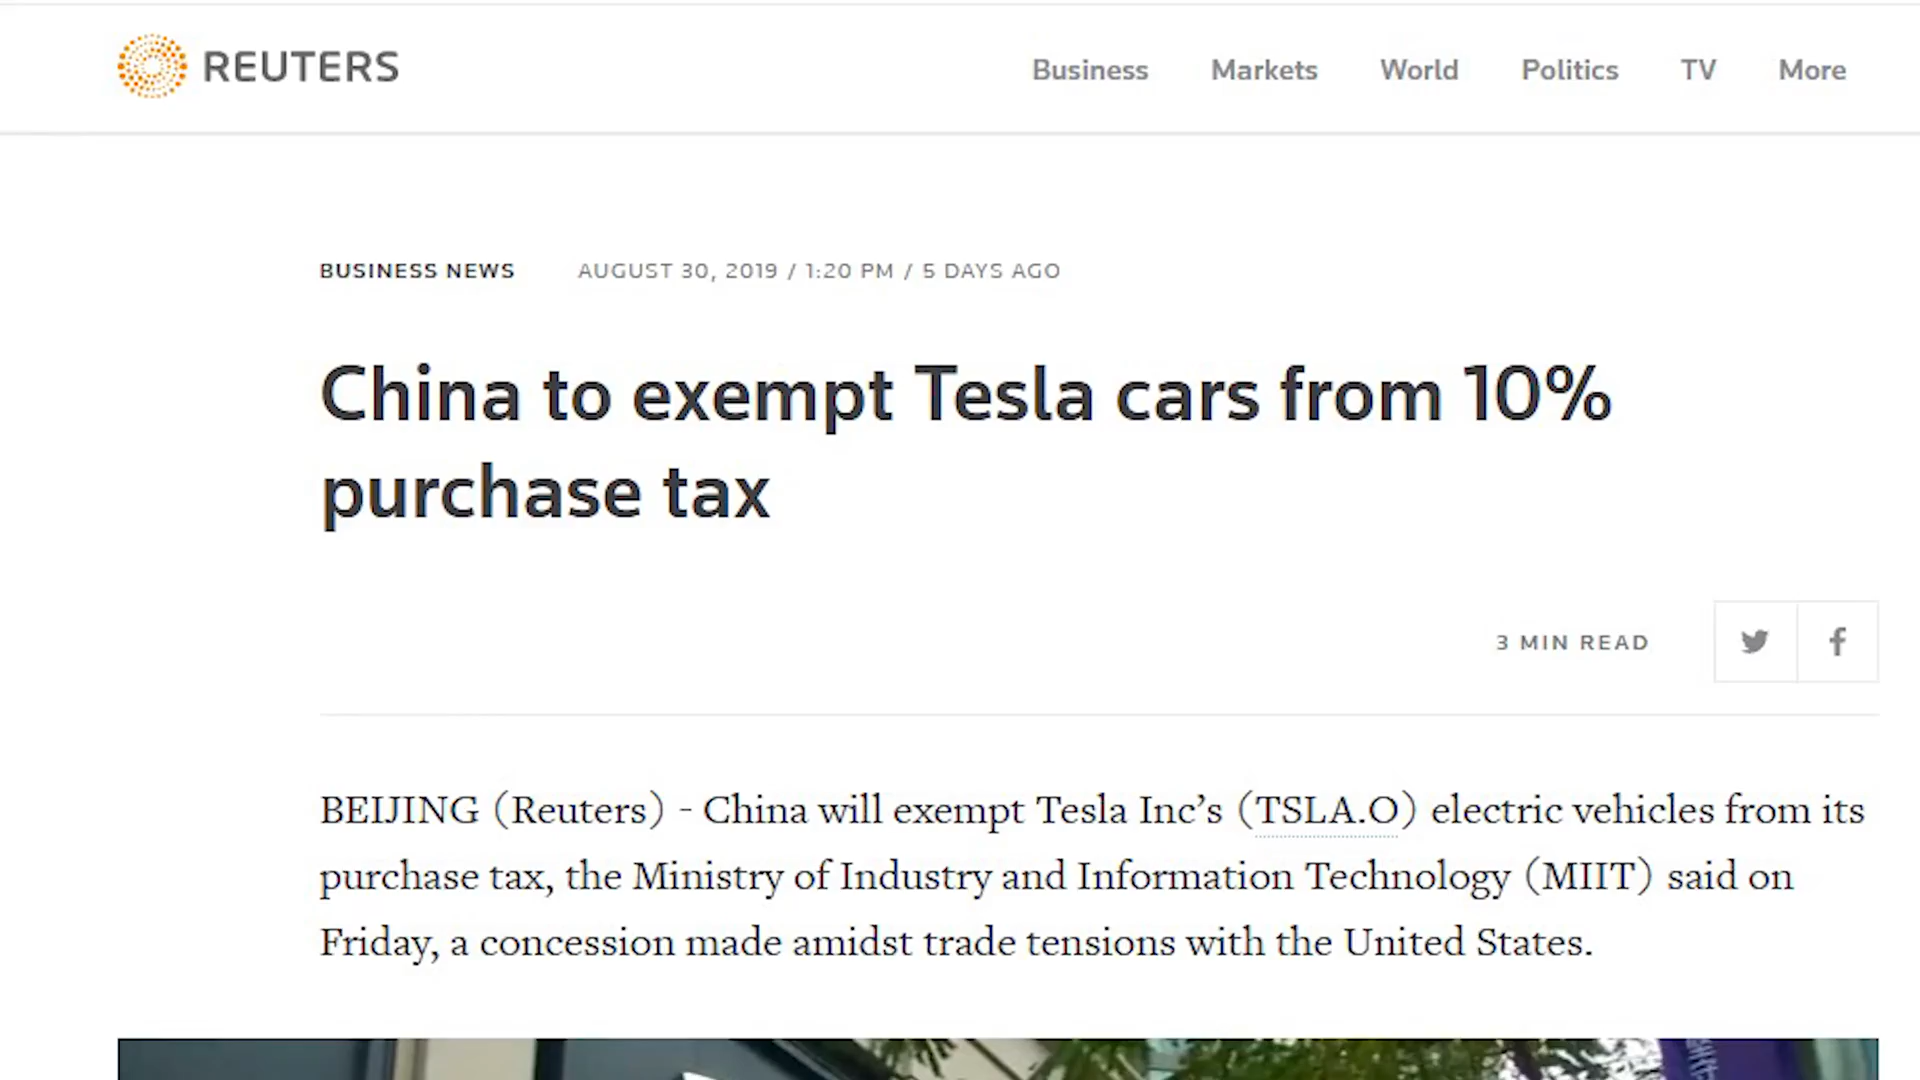 REUTERS
Business Markets World Politics TV More
BUSINESS NEWS AUGUST 30, 2019 / 1:20 PM / 5 DAYS AGO
China to exempt Tesla cars from 10%
purchase tax
3 MIN READ
BEIJING (Reuters) - China will exempt Tesla Inc’s (TSLA.O) electric vehicles from its
purchase tax, the Ministry of Industry and Information Technology (MIIT) said on
Friday, a concession made amidst trade tensions with the United States.